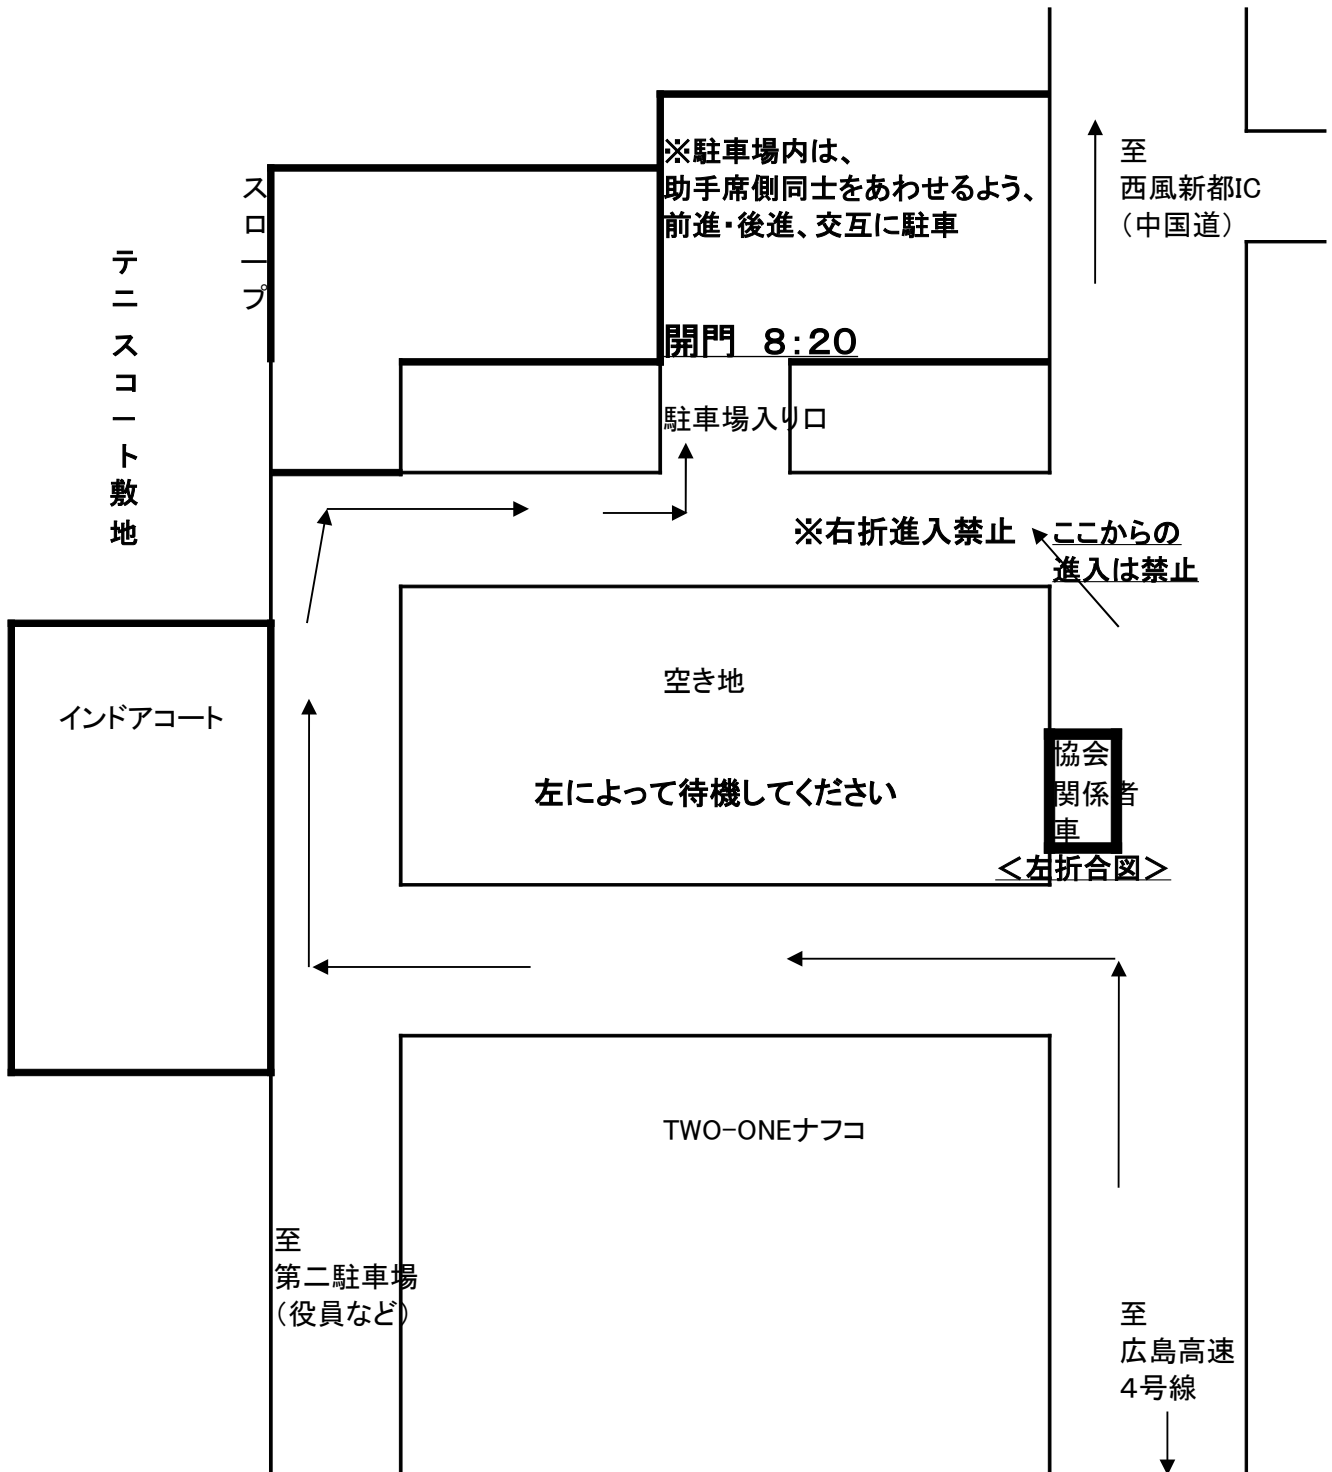 ※駐車場内は、
助手席側同士をあわせるよう、
前進・後進、交互に駐車
至
西風新都IC
（中国道）
スロープ
テニスコート敷地
開門　8：20
駐車場入り口
※右折進入禁止
ここからの
進入は禁止
空き地
インドアコート
協会
関係者
車
左によって待機してください
＜左折合図＞
TWO-ONEナフコ
至
第二駐車場
（役員など）
至
広島高速
4号線